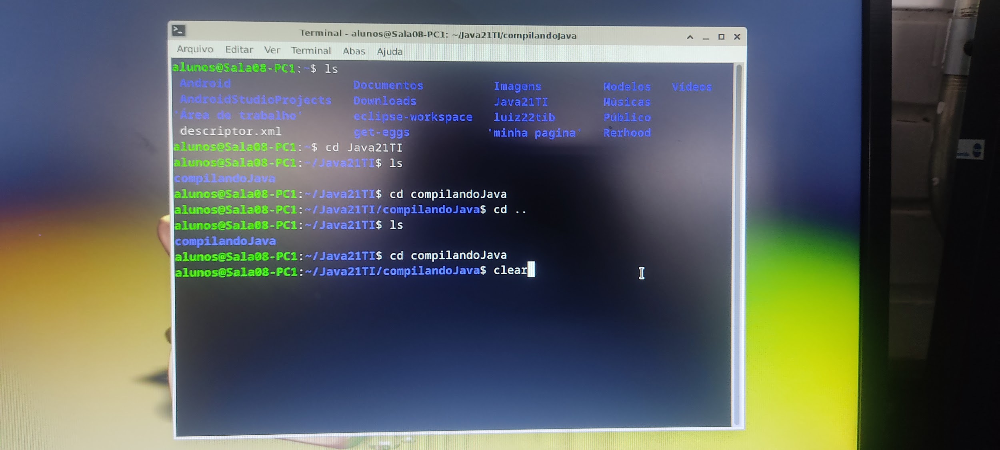 Terminal - alunos@Sala08-PC1: ~/Java21TI/compilandoJava
Arquivo Editar Ver Terminal Abas Ajuda
alunos@Sala08-PC1:~$ ls
Android Documentos Imagens Modelos Vídeos
AndroidStudioProjects Downloads Java21TI Músicas
'Área de trabalho' eclipse-workspace luiz22tib Público
descriptor.xml get-eggs 'minha pagina' Rerhood
alunos@Sala08-PC1:~$ cd Java21TI
alunos@Sala08-PC1:~/Java21TI$ ls
compilandoJava
alunos@Sala08-PC1:~/Java21TI$ cd compilandoJava
alunos@Sala08-PC1:~/Java21TI/compilandoJava$ cd ..
alunos@Sala08-PC1:~/Java21TI$ ls
compilandoJava
alunos@Sala08-PC1:~/Java21TI$ cd compilandoJava
alunos@Sala08-PC1:~/Java21TI/compilandoJava$ clear